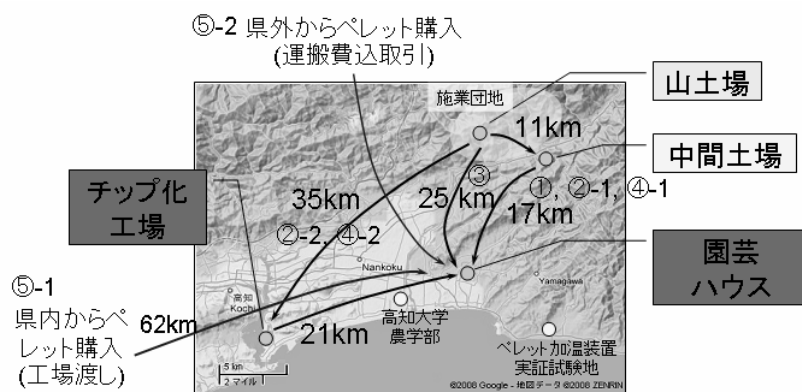 ⑤-2 県外からペレット購入
(運搬費込取引)
施業団地
山土場
11km
中間土場
チップ化
工場
35km
25 km
③
①, ②-1, ④-1
17km
②-2, ④-2
園芸
ハウス
Nankoku
Yamagawa
⑤-1
県内からペ
レット購入
(工場渡し)
62km
高知
Kochi
21km
高知大学
農学部
ペレット加温装置
実証試験地
5 km
2 マイル
©2008 Google - 地図データ ©2008 ZENRIN